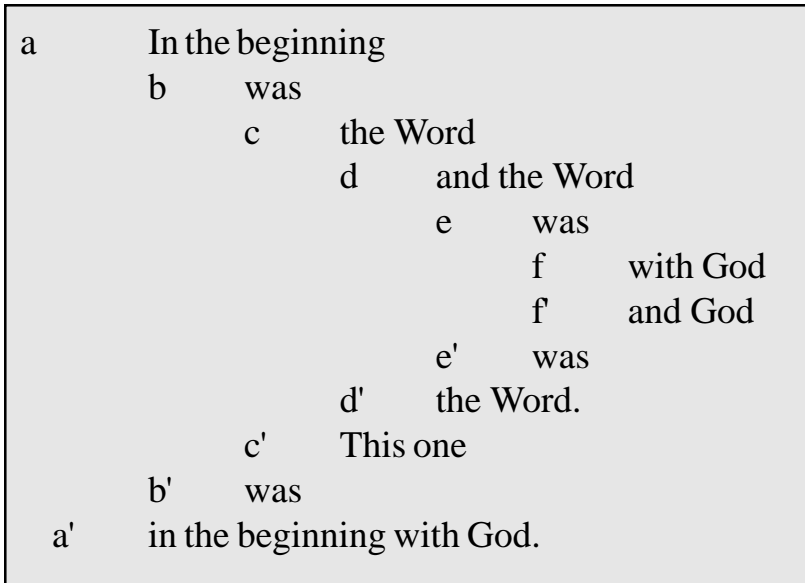 a In the beginning
b was
c the Word
d and the Word
e was
f with God
f' and God
e' was
d' the Word.
c' This one
b' was
a' in the beginning with God.